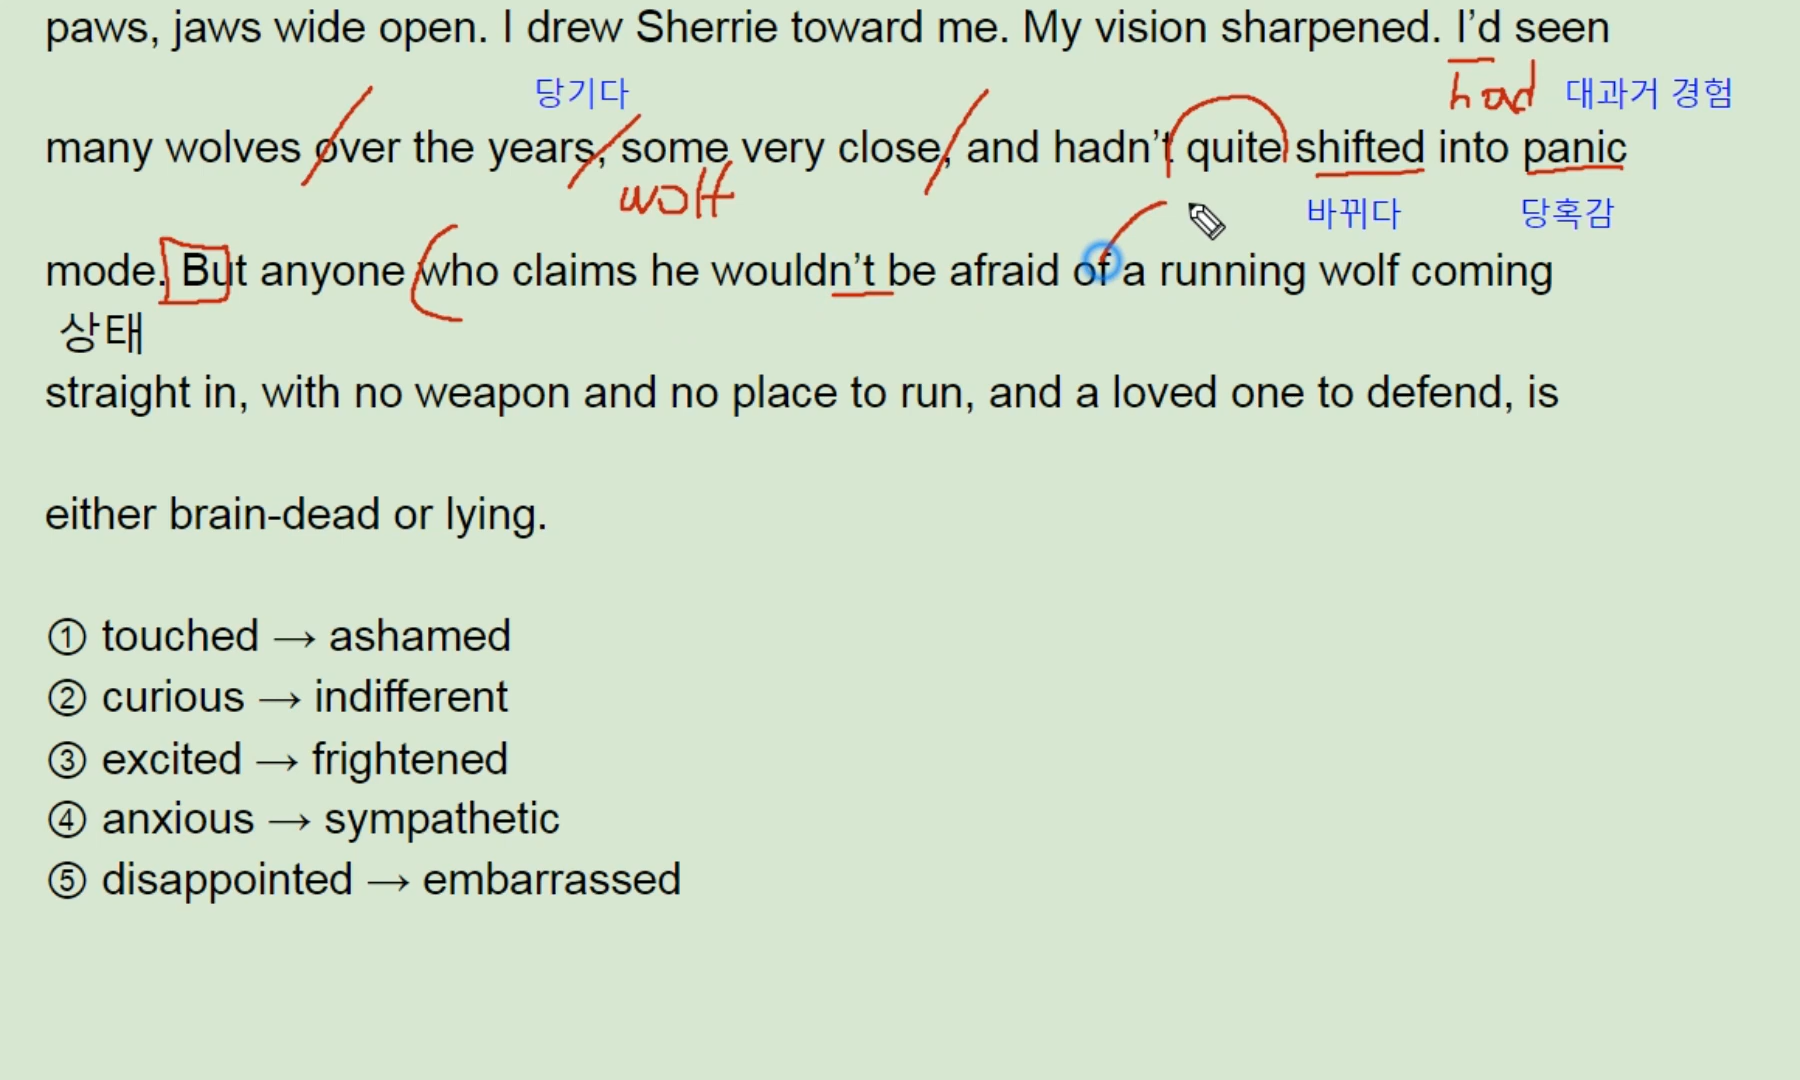 paws, jaws wide open. I drew Sherrie toward me. My vision sharpened. I’d seen
당기다 had 대과거 경험
many wolves over the years, some very close, and hadn’t quite shifted into panic
wolf 바뀌다 당혹감
mode. But anyone who claims he wouldn’t be afraid of a running wolf coming
상태
straight in, with no weapon and no place to run, and a loved one to defend, is
either brain-dead or lying.
① touched → ashamed
② curious → indifferent
③ excited → frightened
④ anxious → sympathetic
⑤ disappointed → embarrassed